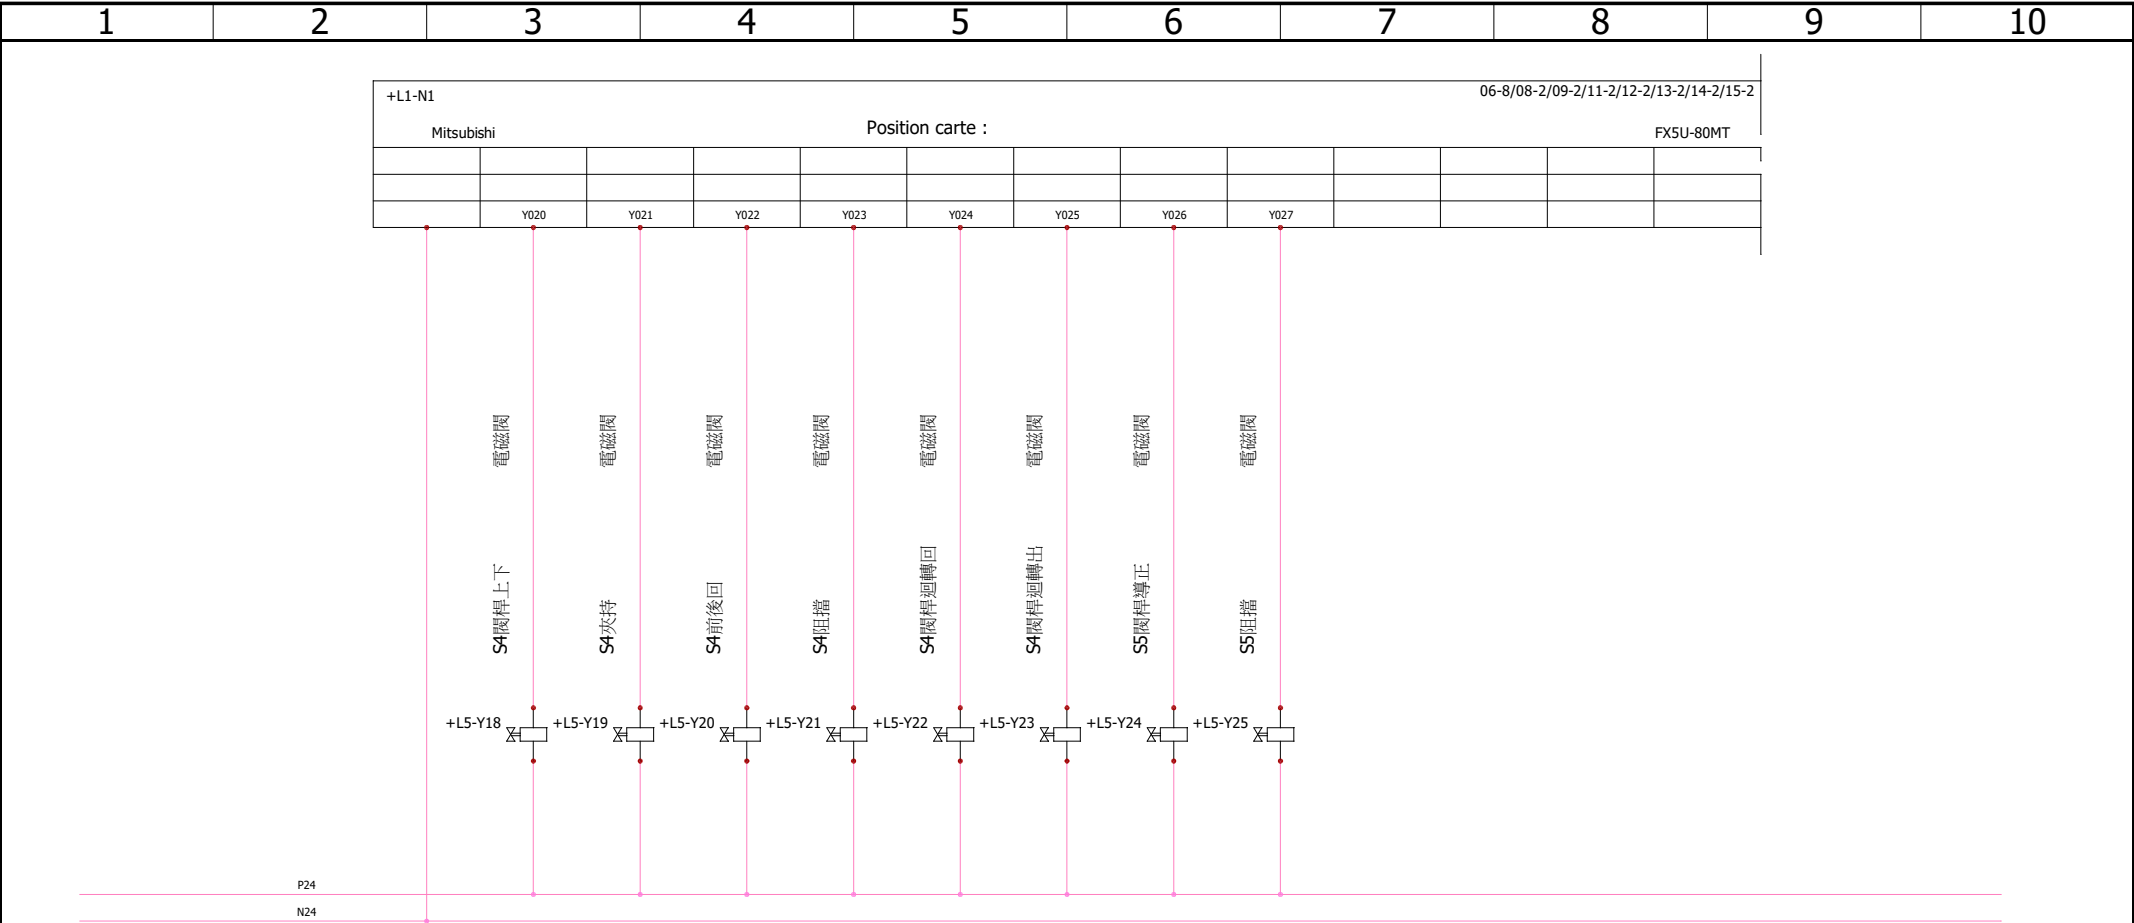 1 2 3 4 5 6 7 8 9 10
+L1-N1 06-8/08-2/09-2/11-2/12-2/13-2/14-2/15-2
Mitsubishi Position carte : FX5U-80MT
Y020 Y021 Y022 Y023 Y024 Y025 Y026 Y027
電磁閥 電磁閥 電磁閥 電磁閥 電磁閥 電磁閥 電磁閥 電磁閥
S4閥桿上下
S4夾持
S4前後回
S4阻擋
S4閥桿迴轉回
S4閥桿迴轉出
S5閥桿導正
S5阻擋
+L5-Y18 +L5-Y19 +L5-Y20 +L5-Y21 +L5-Y22 +L5-Y23 +L5-Y24 +L5-Y25
P24
N24